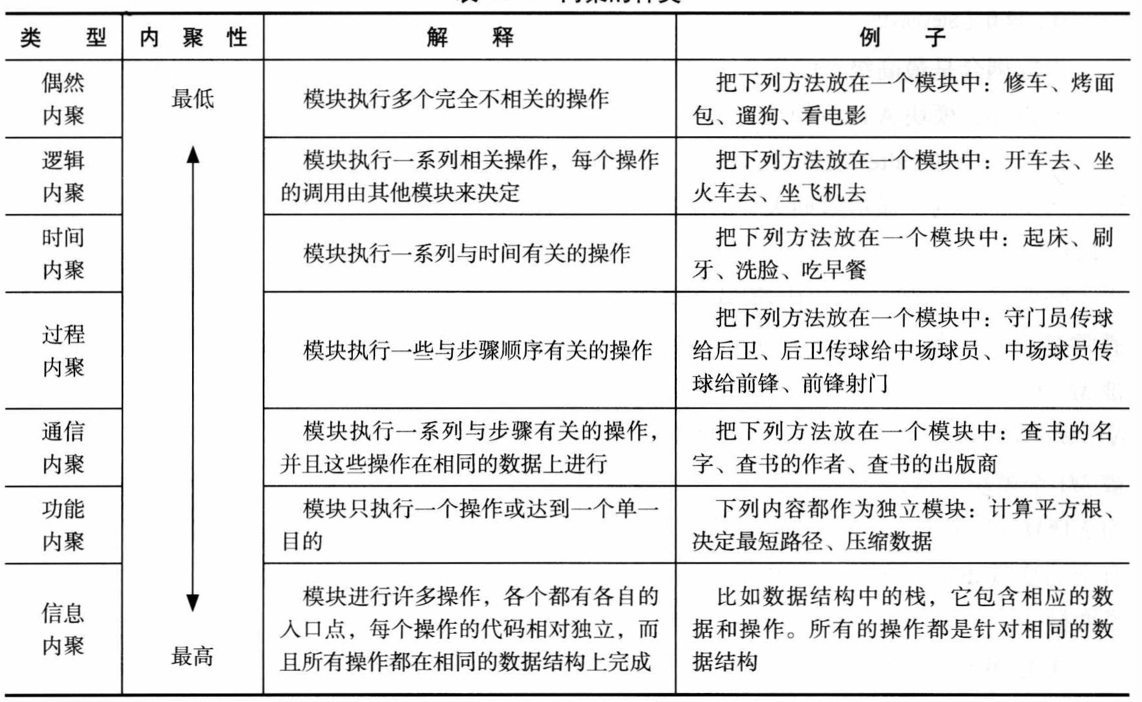 类 型 内 聚 性 解 释 例 子
偶然
内聚
最低
模块执行多个完全不相关的操作
把下列方法放在一个模块中：修车、烤面
包、遛狗、看电影
逻辑
内聚
模块执行一系列相关操作，每个操作
的调用由其他模块来决定
把下列方法放在一个模块中：开车去、坐
火车去、坐飞机去
时间
内聚
模块执行一系列与时间有关的操作
把下列方法放在一个模块中：起床、刷
牙、洗脸、吃早餐
过程
内聚
模块执行一些与步骤顺序有关的操作
把下列方法放在一个模块中：守门员传球
给后卫、后卫传球给中场球员、中场球员传
球给前锋、前锋射门
通信
内聚
模块执行一系列与步骤有关的操作，
并且这些操作在相同的数据上进行
把下列方法放在一个模块中：查书的名
字、查书的作者、查书的出版商
功能
内聚
模块只执行一个操作或达到一个单一
目的
下列内容都作为独立模块：计算平方根、
决定最短路径、压缩数据
信息
内聚
最高
模块进行许多操作，各个都有各自的
入口点，每个操作的代码相对独立，而
且所有操作都在相同的数据结构上完成
比如数据结构中的栈，它包含相应的数
据和操作。所有的操作都是针对相同的数
据结构